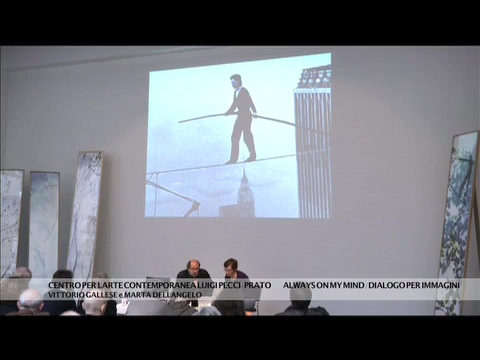 CENTRO PER L'ARTE CONTEMPORANEA LUIGI PECCI PRATO ALWAYS ON MY MIND / DIALOGO PER IMMAGINI
VITTORIO GALLESE e MARTA DELL'ANGELO